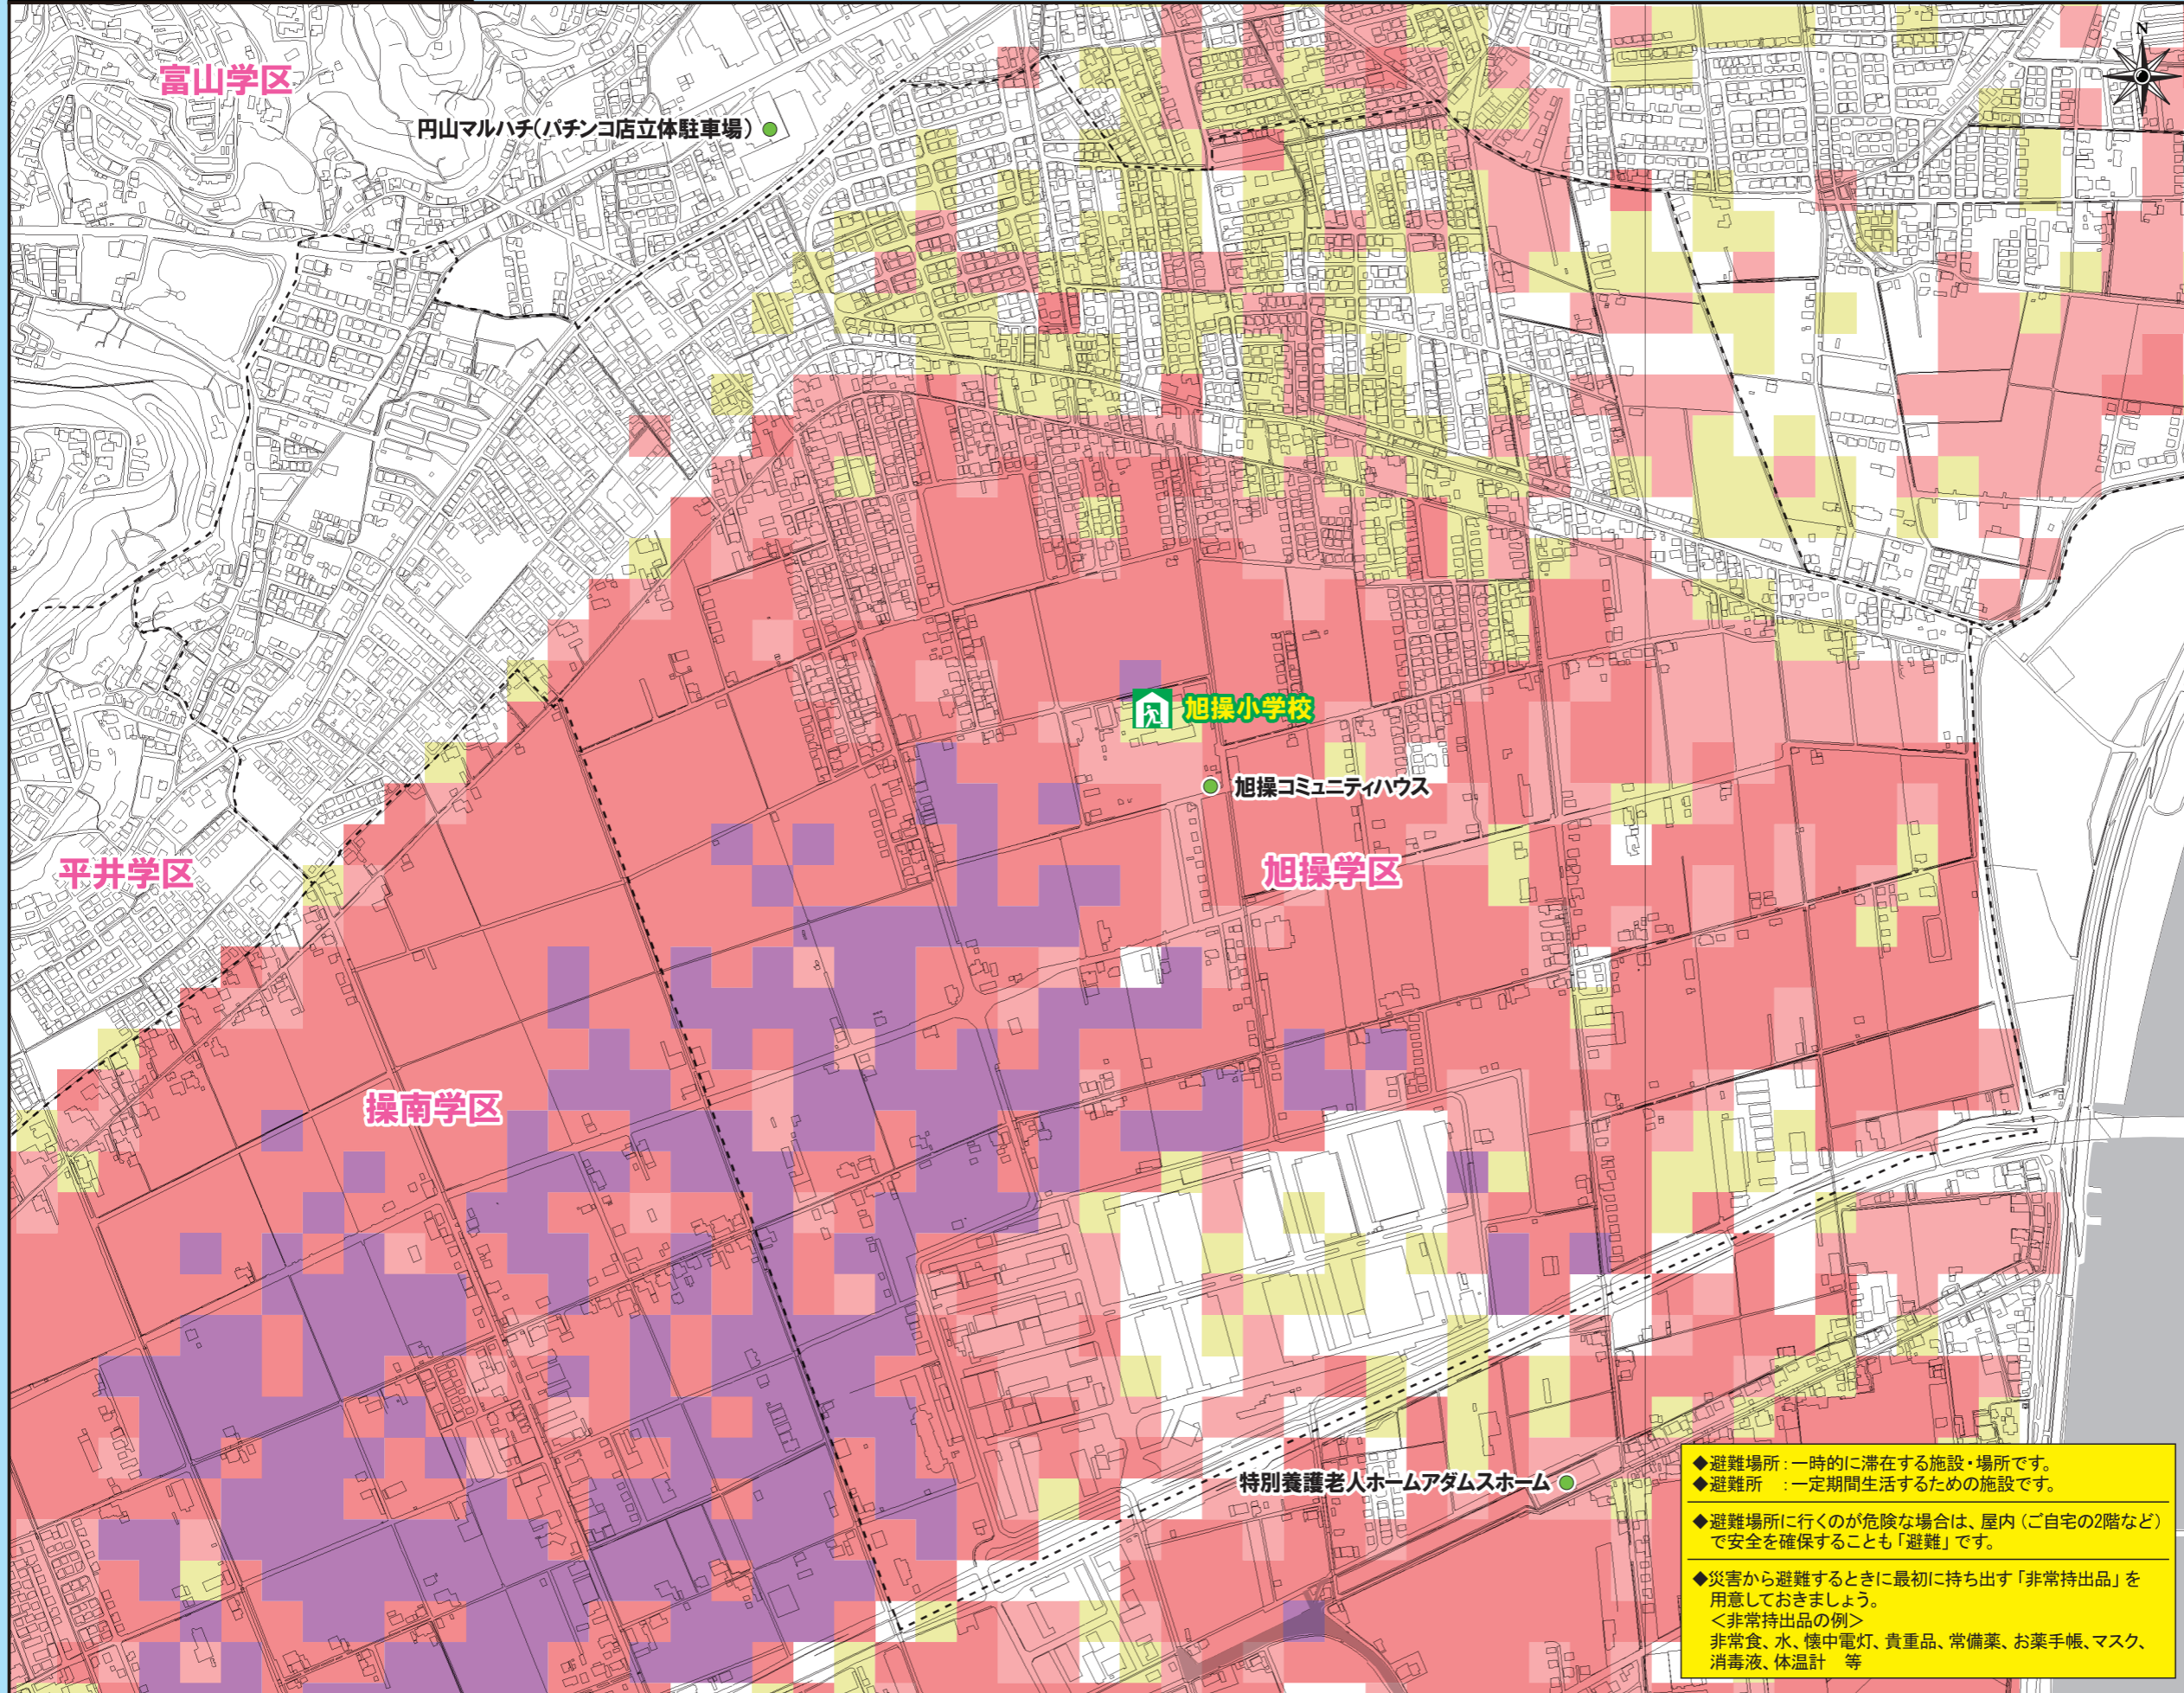 N
富山学区
円山マルハチ(パチンコ店立体駐車場)
旭操小学校
旭操コミュニティハウス
平井学区
旭操学区
操南学区
特別養護老人ホームアダムスホーム
◆避難場所:一時的に滞在する施設・場所です。
◆避難所 :一定期間生活するための施設です。
◆避難場所に行くのが危険な場合は、屋内(ご自宅の2階など)
で安全を確保することも「避難」です。
◆災害から避難するときに最初に持ち出す「非常持出品」を
用意しておきましょう。
<非常持出品の例>
非常食、水、懐中電灯、貴重品、常備薬、お薬手帳、マスク、
消毒液、体温計 等